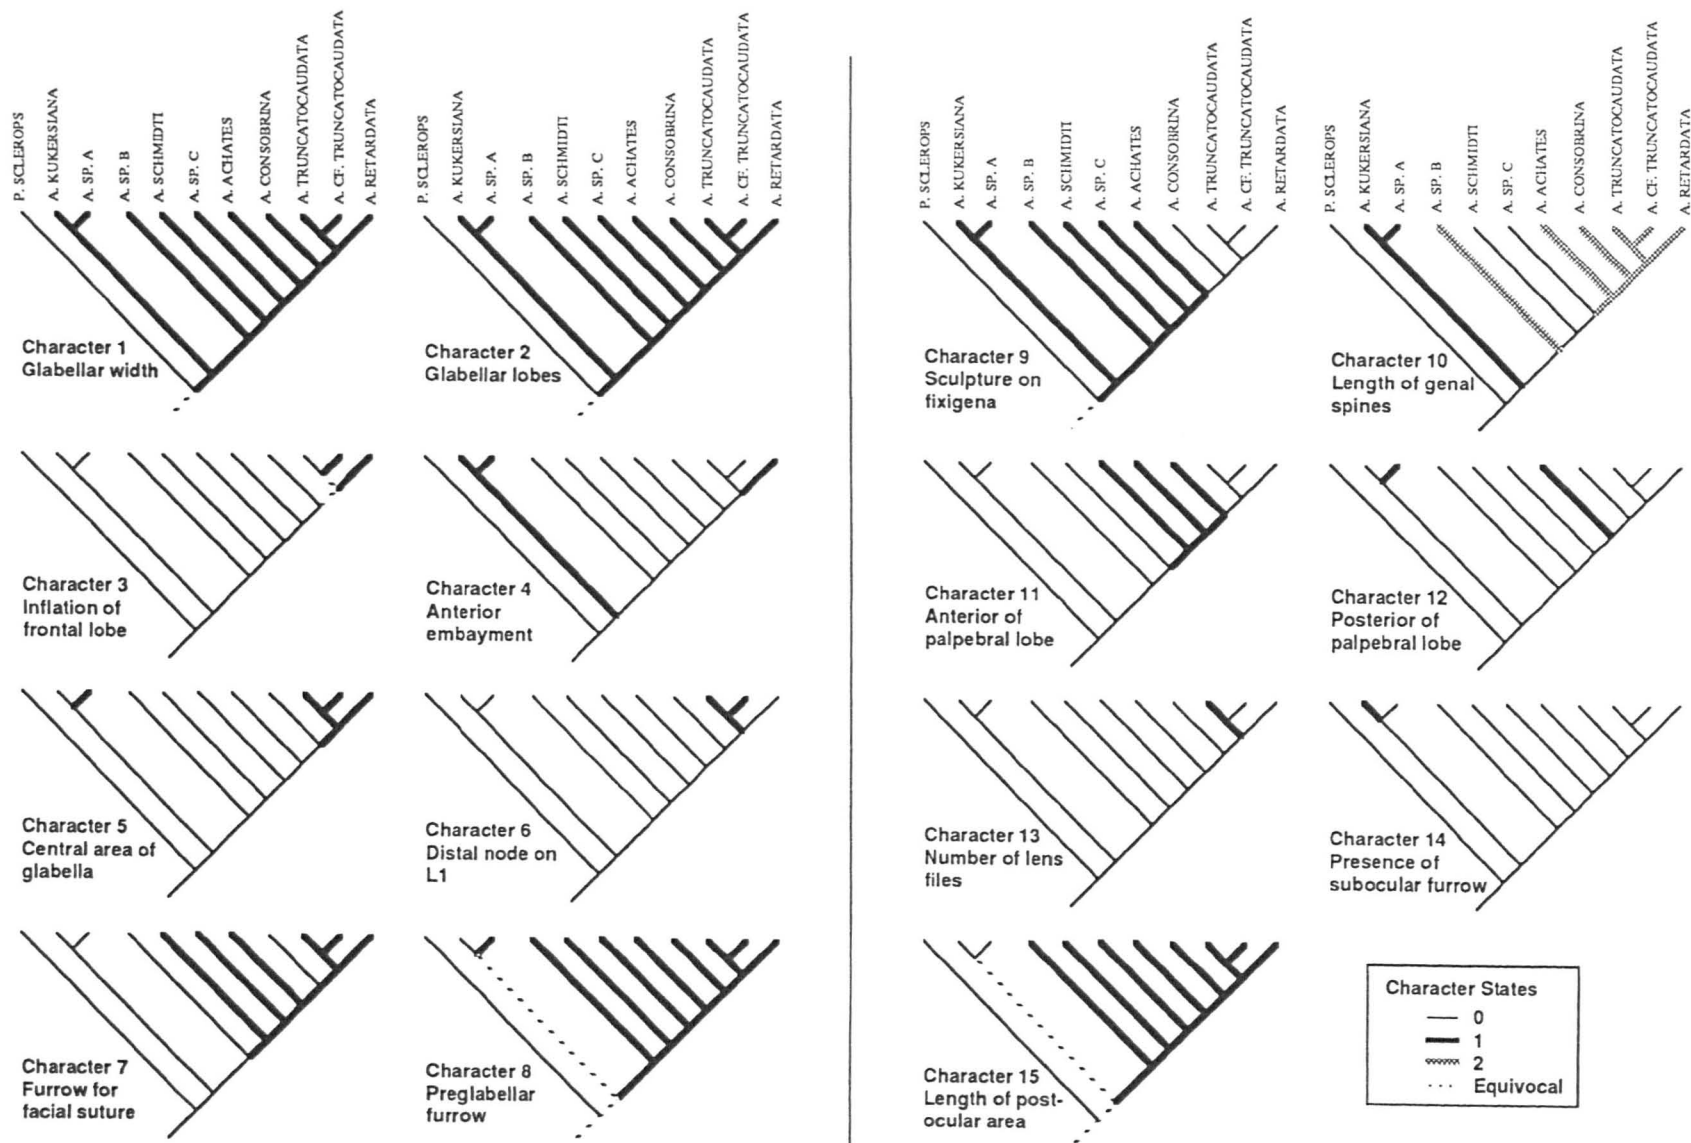 P. SCLEROPS
A. KUKERSIANA
A. SP. A
A. SP. B
A. SCHMIDTI
A. SP. C
A. ACHATES
A. CONSOBRINA
A. TRUNCATOCAUDATA
A. CF. TRUNCATOCAUDATA
A. RETARDATA
Character 1
Glabellar width
P. SCLEROPS
A. KUKERSIANA
A. SP. A
A. SP. B
A. SCHMIDTI
A. SP. C
A. ACHATES
A. CONSOBRINA
A. TRUNCATOCAUDATA
A. CF. TRUNCATOCAUDATA
A. RETARDATA
Character 2
Glabellar lobes
Character 3
Inflation of
frontal lobe
Character 4
Anterior
embayment
Character 5
Central area of
glabella
Character 6
Distal node on
L1
Character 7
Furrow for
facial suture
Character 8
Preglabellar
furrow
P. SCLEROPS
A. KUKERSIANA
A. SP. A
A. SP. B
A. SCHMIDTI
A. SP. C
A. ACHATES
A. CONSOBRINA
A. TRUNCATOCAUDATA
A. CF. TRUNCATOCAUDATA
A. RETARDATA
Character 9
Sculpture on
fixigena
P. SCLEROPS
A. KUKERSIANA
A. SP. A
A. SP. B
A. SCHMIDTI
A. SP. C
A. ACHATES
A. CONSOBRINA
A. TRUNCATOCAUDATA
A. CF. TRUNCATOCAUDATA
A. RETARDATA
Character 10
Length of genal
spines
Character 11
Anterior of
palpebral lobe
Character 12
Posterior of
palpebral lobe
Character 13
Number of lens
files
Character 14
Presence of
subocular furrow
Character 15
Length of post-
ocular area
Character States
0
1
2
Equivocal